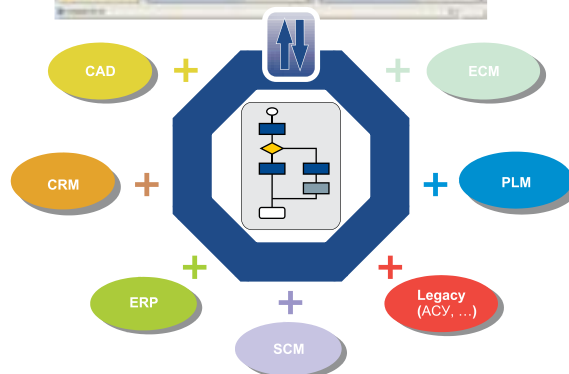 CAD
ECM
CRM
PLM
ERP
Legacy
(АСУ, ...)
SCM